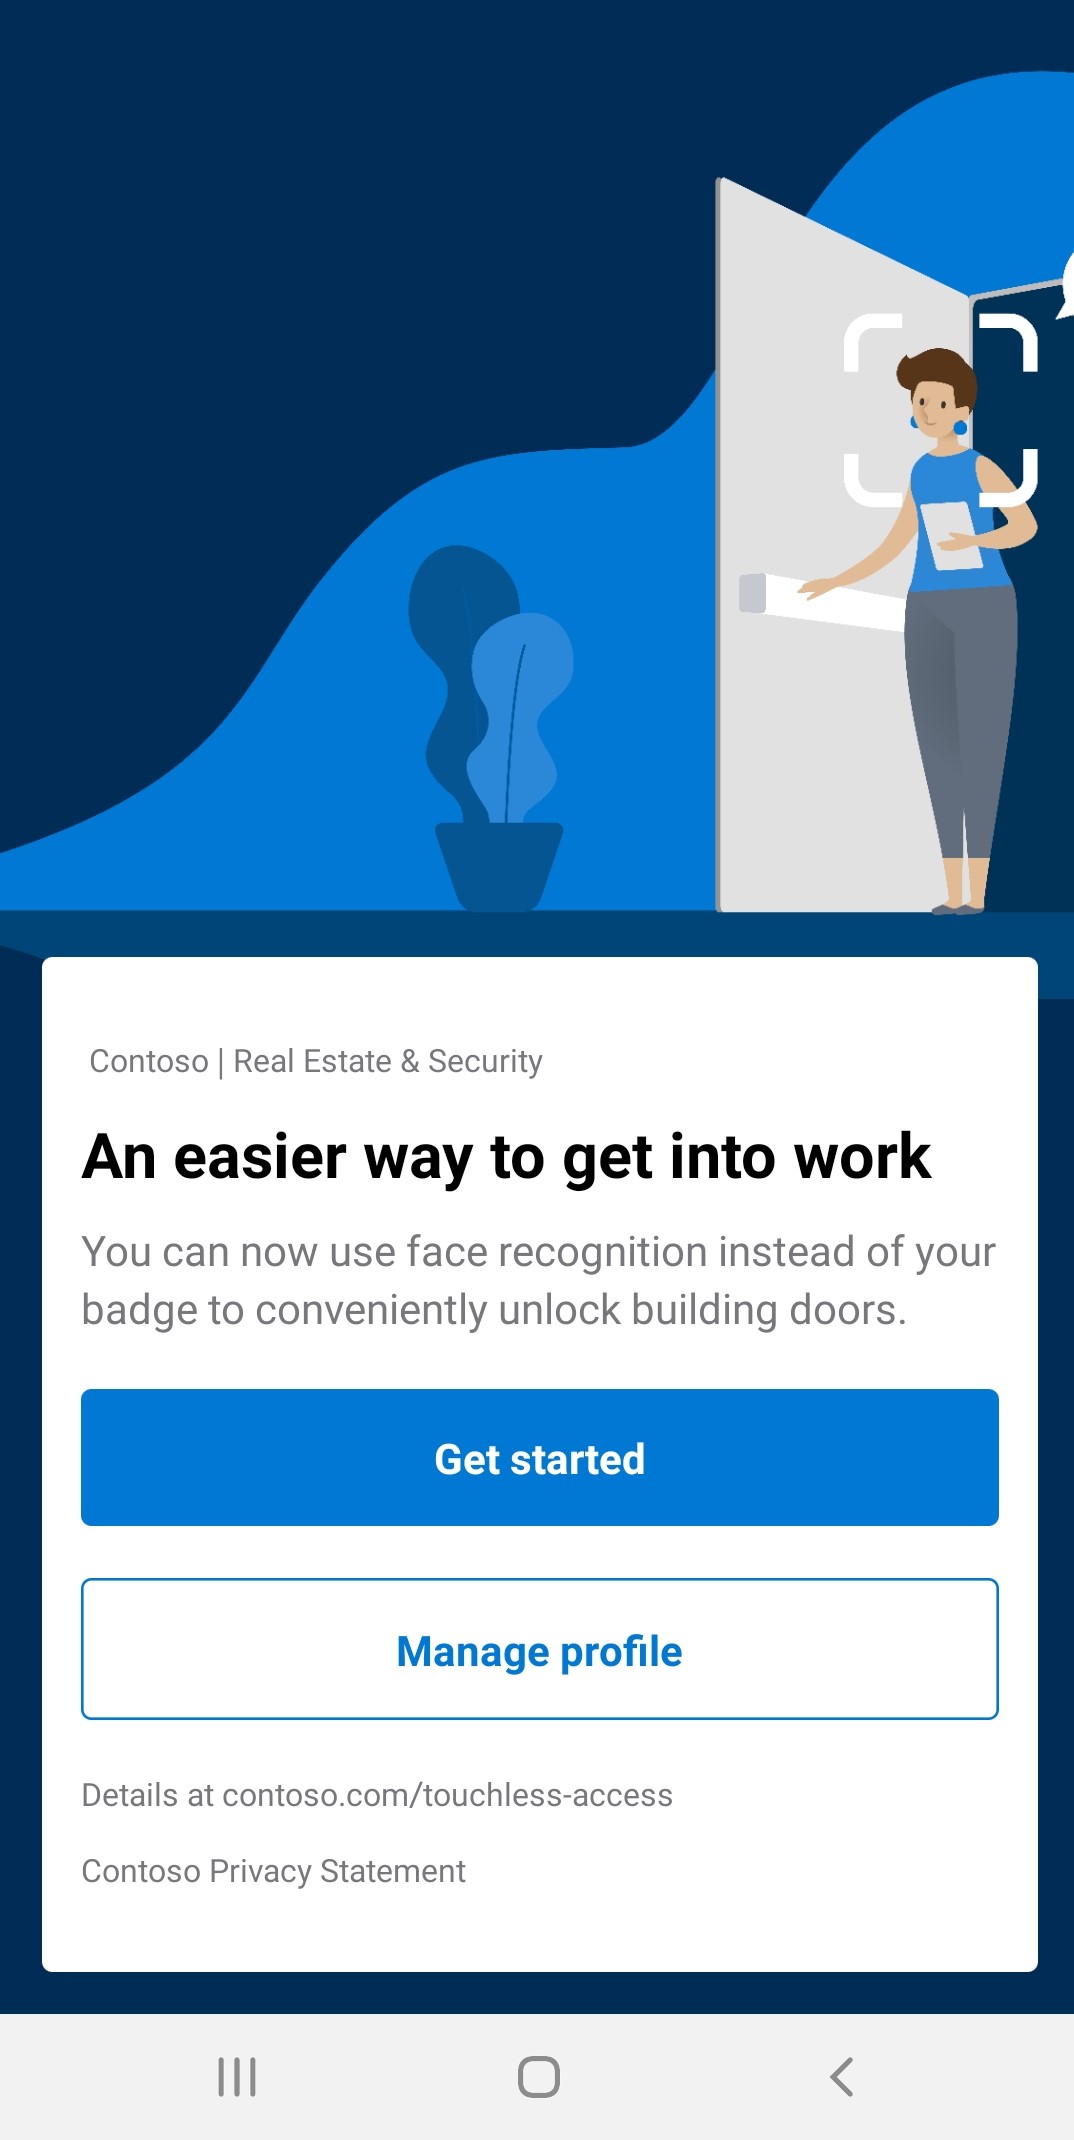 Contoso | Real Estate & Security
An easier way to get into work
You can now use face recognition instead of your
badge to conveniently unlock building doors.
Get started
Manage profile
Details at contoso.com/touchless-access
Contoso Privacy Statement